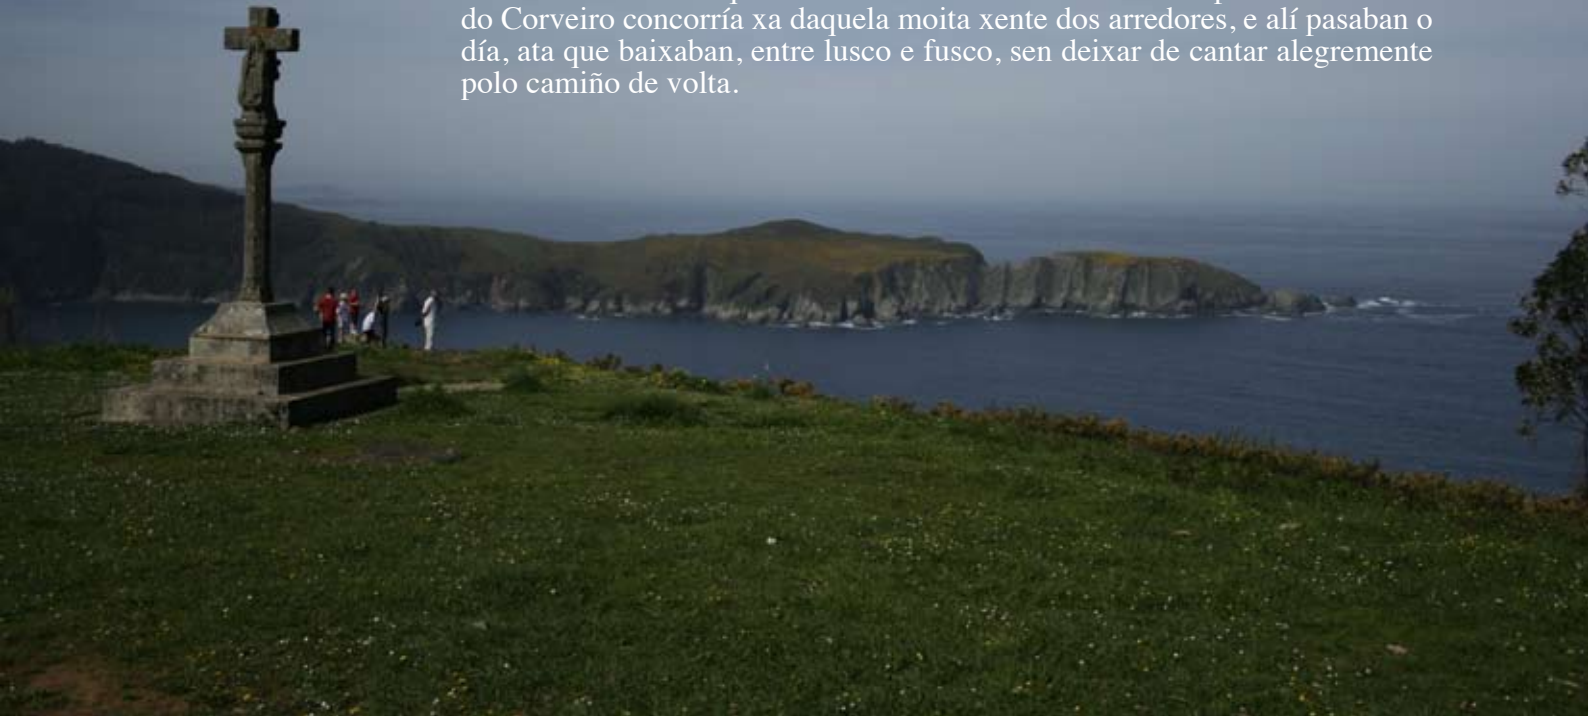 do Corveiro concorría xa daquela moita xente dos arredores, e alí pasaban o
día, ata que baixaban, entre lusco e fusco, sen deixar de cantar alegremente
polo camiño de volta.